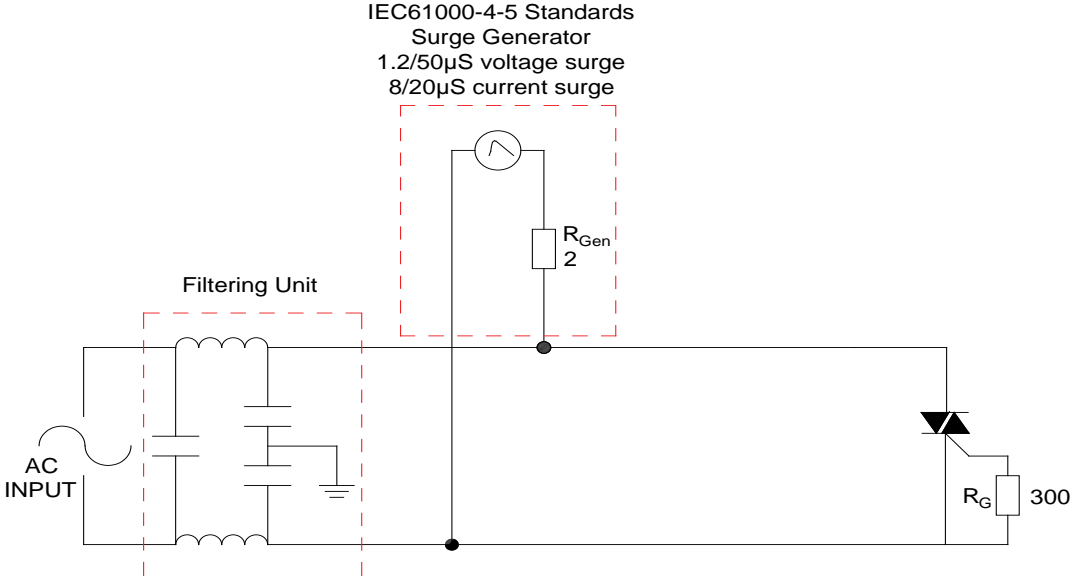 IEC61000-4-5 Standards
Surge Generator
1.2/50µS voltage surge
8/20µS current surge
RGen
2
Filtering Unit
AC
INPUT
RG 300